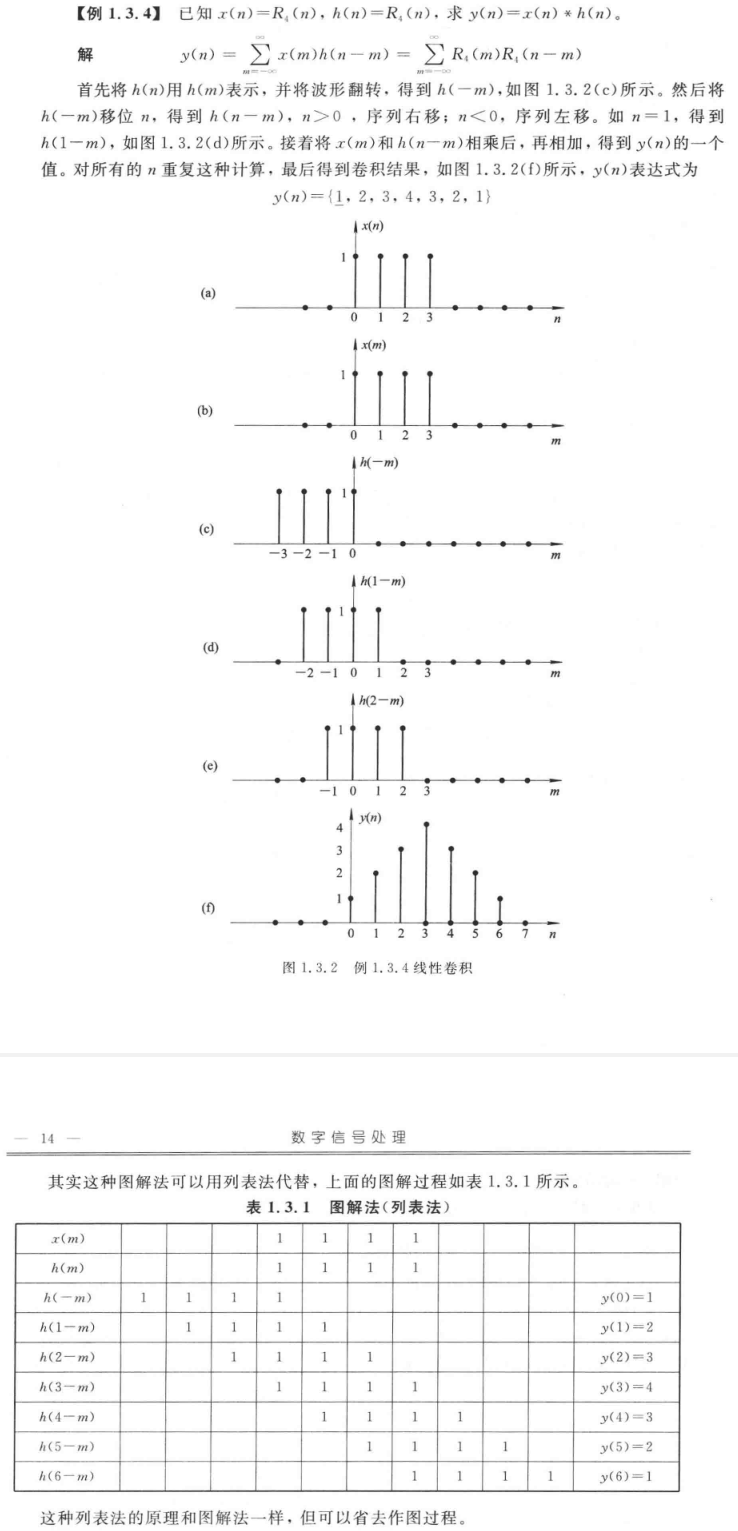 【例 1.3.4】 已知 x(n)=R₄(n), h(n)=R₄(n), 求 y(n)=x(n)*h(n)。
解 y(n) = ∑_{m=-∞}^{∞} x(m)h(n-m) = ∑_{m=-∞}^{∞} R₄(m)R₄(n-m)
首先将 h(n)用 h(m)表示,并将波形翻转,得到 h(-m),如图 1.3.2(c)所示。然后将
h(-m)移位 n, 得到 h(n-m), n>0 , 序列右移; n<0, 序列左移。如 n=1, 得到
h(1-m), 如图 1.3.2(d)所示。接着将 x(m)和 h(n-m)相乘后, 再相加, 得到 y(n)的一个
值。对所有的 n 重复这种计算, 最后得到卷积结果, 如图 1.3.2(f)所示, y(n)表达式为
y(n)={1, 2, 3, 4, 3, 2, 1}
x(n)
1
(a)
0 1 2 3 n
x(m)
1
(b)
0 1 2 3 m
h(-m)
1
(c)
-3 -2 -1 0 m
h(1-m)
1
(d)
-2 -1 0 1 2 3 m
h(2-m)
1
(e)
-1 0 1 2 3 m
y(n)
4
3
2
1
(f)
0 1 2 3 4 5 6 7 n
图 1.3.2 例 1.3.4 线性卷积
— 14 — 数字信号处理
其实这种图解法可以用列表法代替, 上面的图解过程如表 1.3.1 所示。
表 1.3.1 图解法(列表法)
x(m) 1 1 1 1
h(m) 1 1 1 1
h(-m) 1 1 1 1 y(0)=1
h(1-m) 1 1 1 1 y(1)=2
h(2-m) 1 1 1 1 y(2)=3
h(3-m) 1 1 1 1 y(3)=4
h(4-m) 1 1 1 1 y(4)=3
h(5-m) 1 1 1 1 y(5)=2
h(6-m) 1 1 1 1 y(6)=1
这种列表法的原理和图解法一样, 但可以省去作图过程。